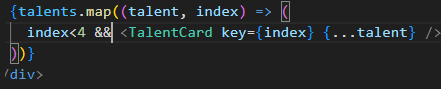 {talents.map((talent, index) => (
index<4 && <TalentCard key={index} {...talent} />
))}
/div>